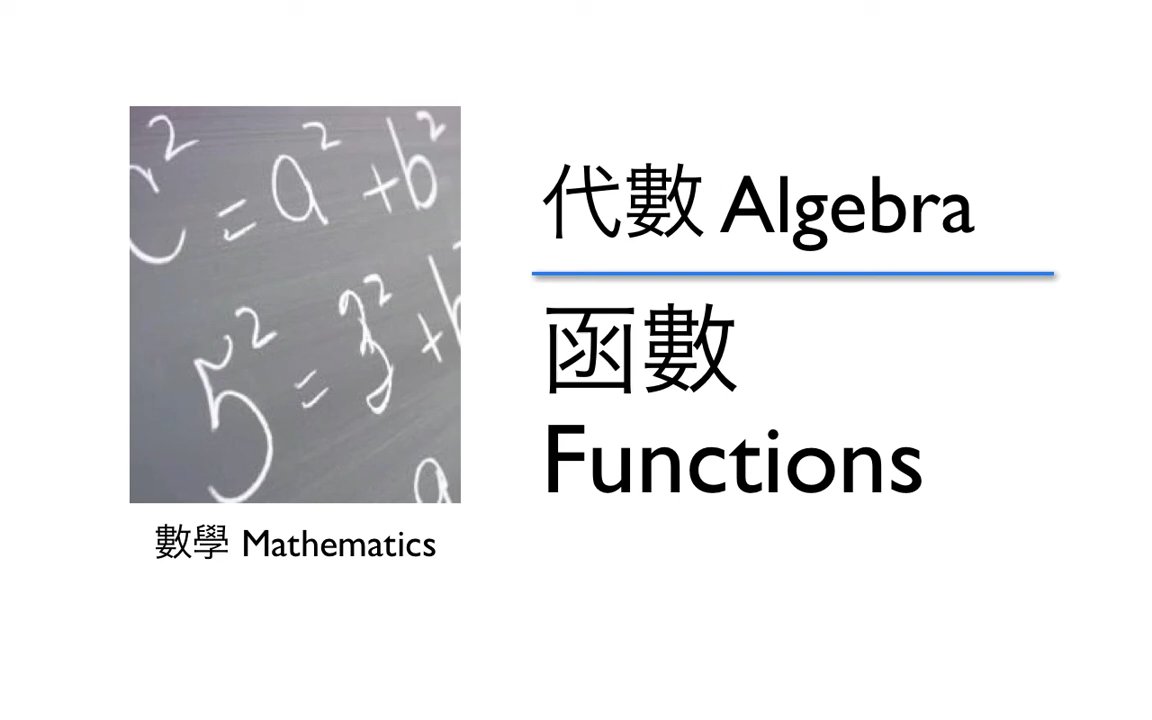 c² = a² + b²
5² = 3² + b
a
數學 Mathematics
代數 Algebra
函數
Functions